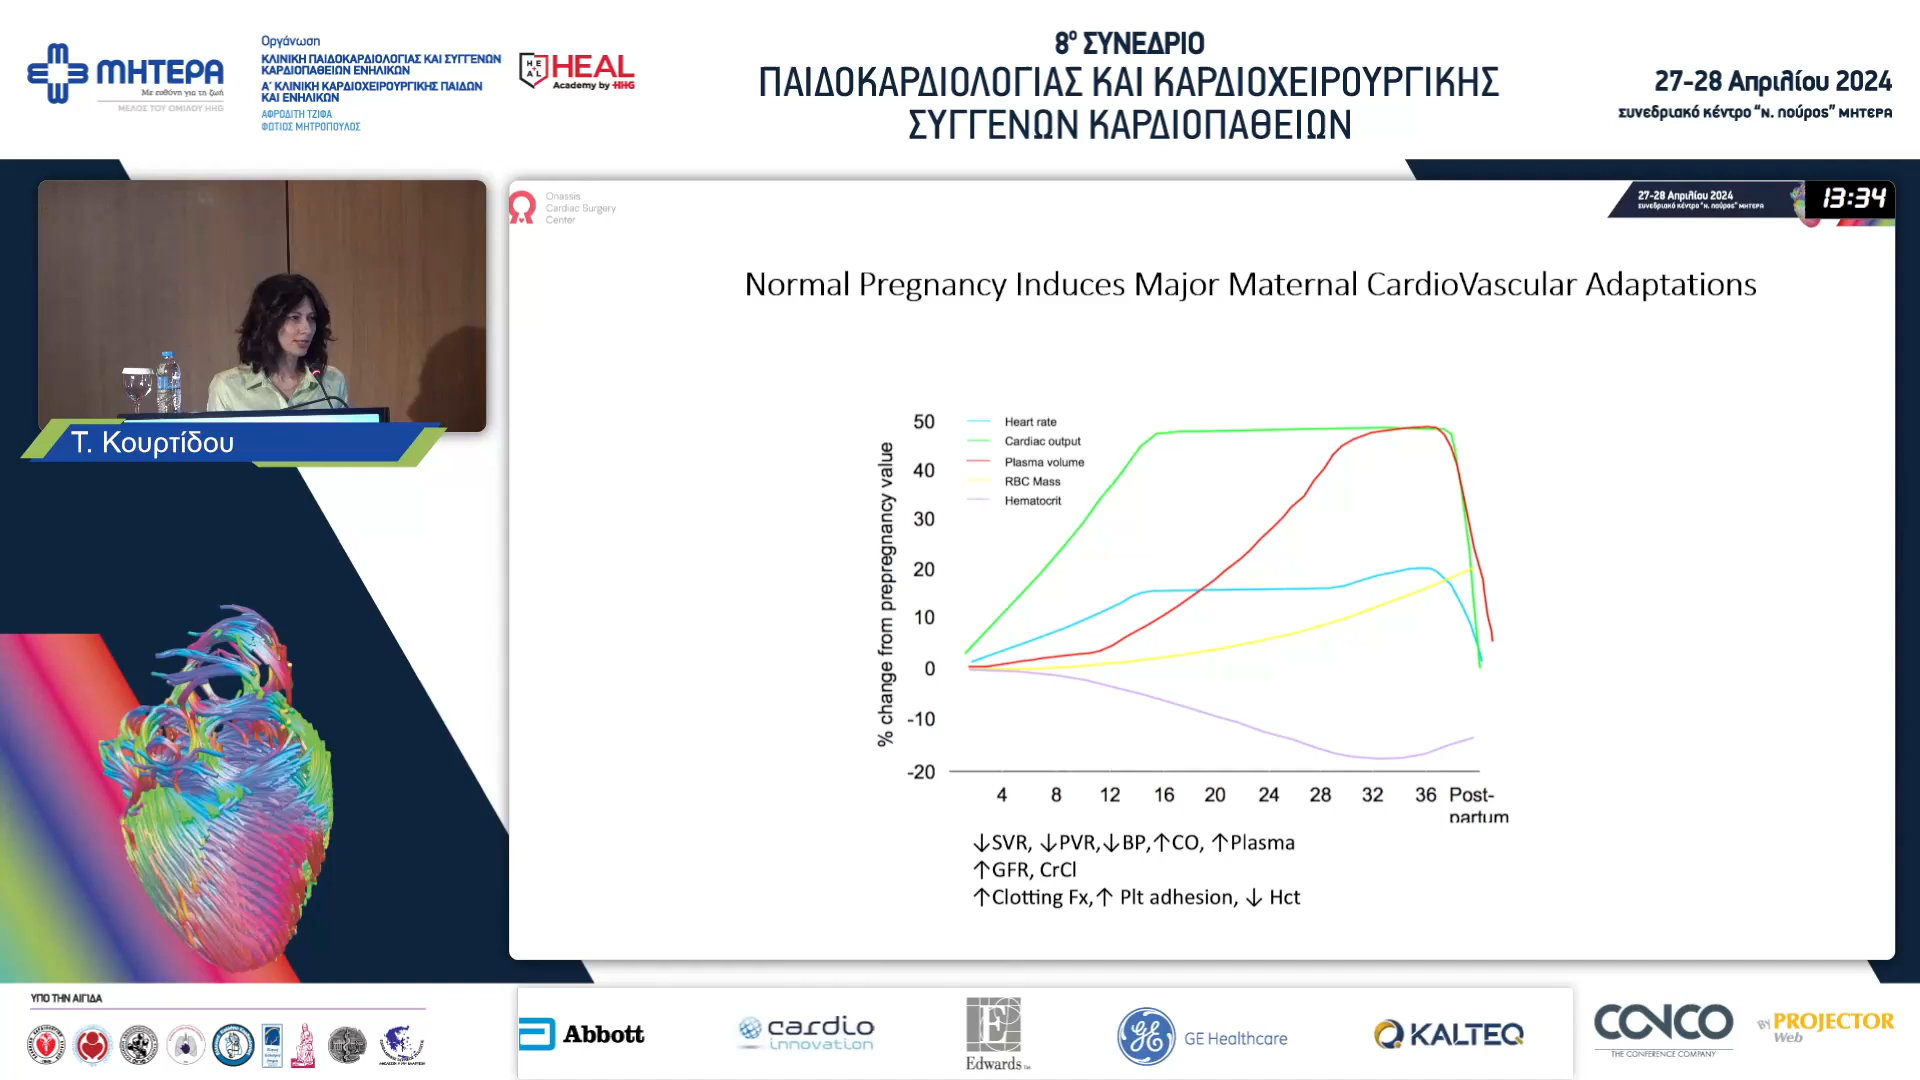 ΜΗΤΕΡΑ
Με ευθύνη για τη ζωή
ΜΕΛΟΣ ΤΟΥ ΟΜΙΛΟΥ HHG
Οργάνωση
ΚΛΙΝΙΚΗ ΠΑΙΔΟΚΑΡΔΙΟΛΟΓΙΑΣ ΚΑΙ ΣΥΓΓΕΝΩΝ
ΚΑΡΔΙΟΠΑΘΕΙΩΝ ΕΝΗΛΙΚΩΝ
Α' ΚΛΙΝΙΚΗ ΚΑΡΔΙΟΧΕΙΡΟΥΡΓΙΚΗΣ ΠΑΙΔΩΝ
ΚΑΙ ΕΝΗΛΙΚΩΝ
ΑΦΡΟΔΙΤΗ ΤΖΙΦΑ
ΦΩΤΙΟΣ ΜΗΤΡΟΠΟΥΛΟΣ
HEAL
HEAL
Academy by HHG
8ο ΣΥΝΕΔΡΙΟ
ΠΑΙΔΟΚΑΡΔΙΟΛΟΓΙΑΣ ΚΑΙ ΚΑΡΔΙΟΧΕΙΡΟΥΡΓΙΚΗΣ
ΣΥΓΓΕΝΩΝ ΚΑΡΔΙΟΠΑΘΕΙΩΝ
27-28 Απριλίου 2024
συνεδριακό κέντρο "Ν. Λούρος" ΜΗΤΕΡΑ
Τ. Κουρτίδου
Onassis
Cardiac Surgery
Center
27-28 Απριλίου 2024
συνεδριακό κέντρο "Ν. Λούρος" ΜΗΤΕΡΑ
13:34
Normal Pregnancy Induces Major Maternal CardioVascular Adaptations
% change from prepregnancy value
50
40
30
20
10
0
-10
-20
Heart rate
Cardiac output
Plasma volume
RBC Mass
Hematocrit
4 8 12 16 20 24 28 32 36 Post-
partum
↓SVR, ↓PVR,↓BP,↑CO, ↑Plasma
↑GFR, CrCl
↑Clotting Fx,↑ Plt adhesion, ↓ Hct
ΥΠΟ ΤΗΝ ΑΙΓΙΔΑ
Abbott
cardio
innovation
Edwards
GE Healthcare
KALTEQ
CONCO
THE CONFERENCE COMPANY
BY PROJECTOR
Web